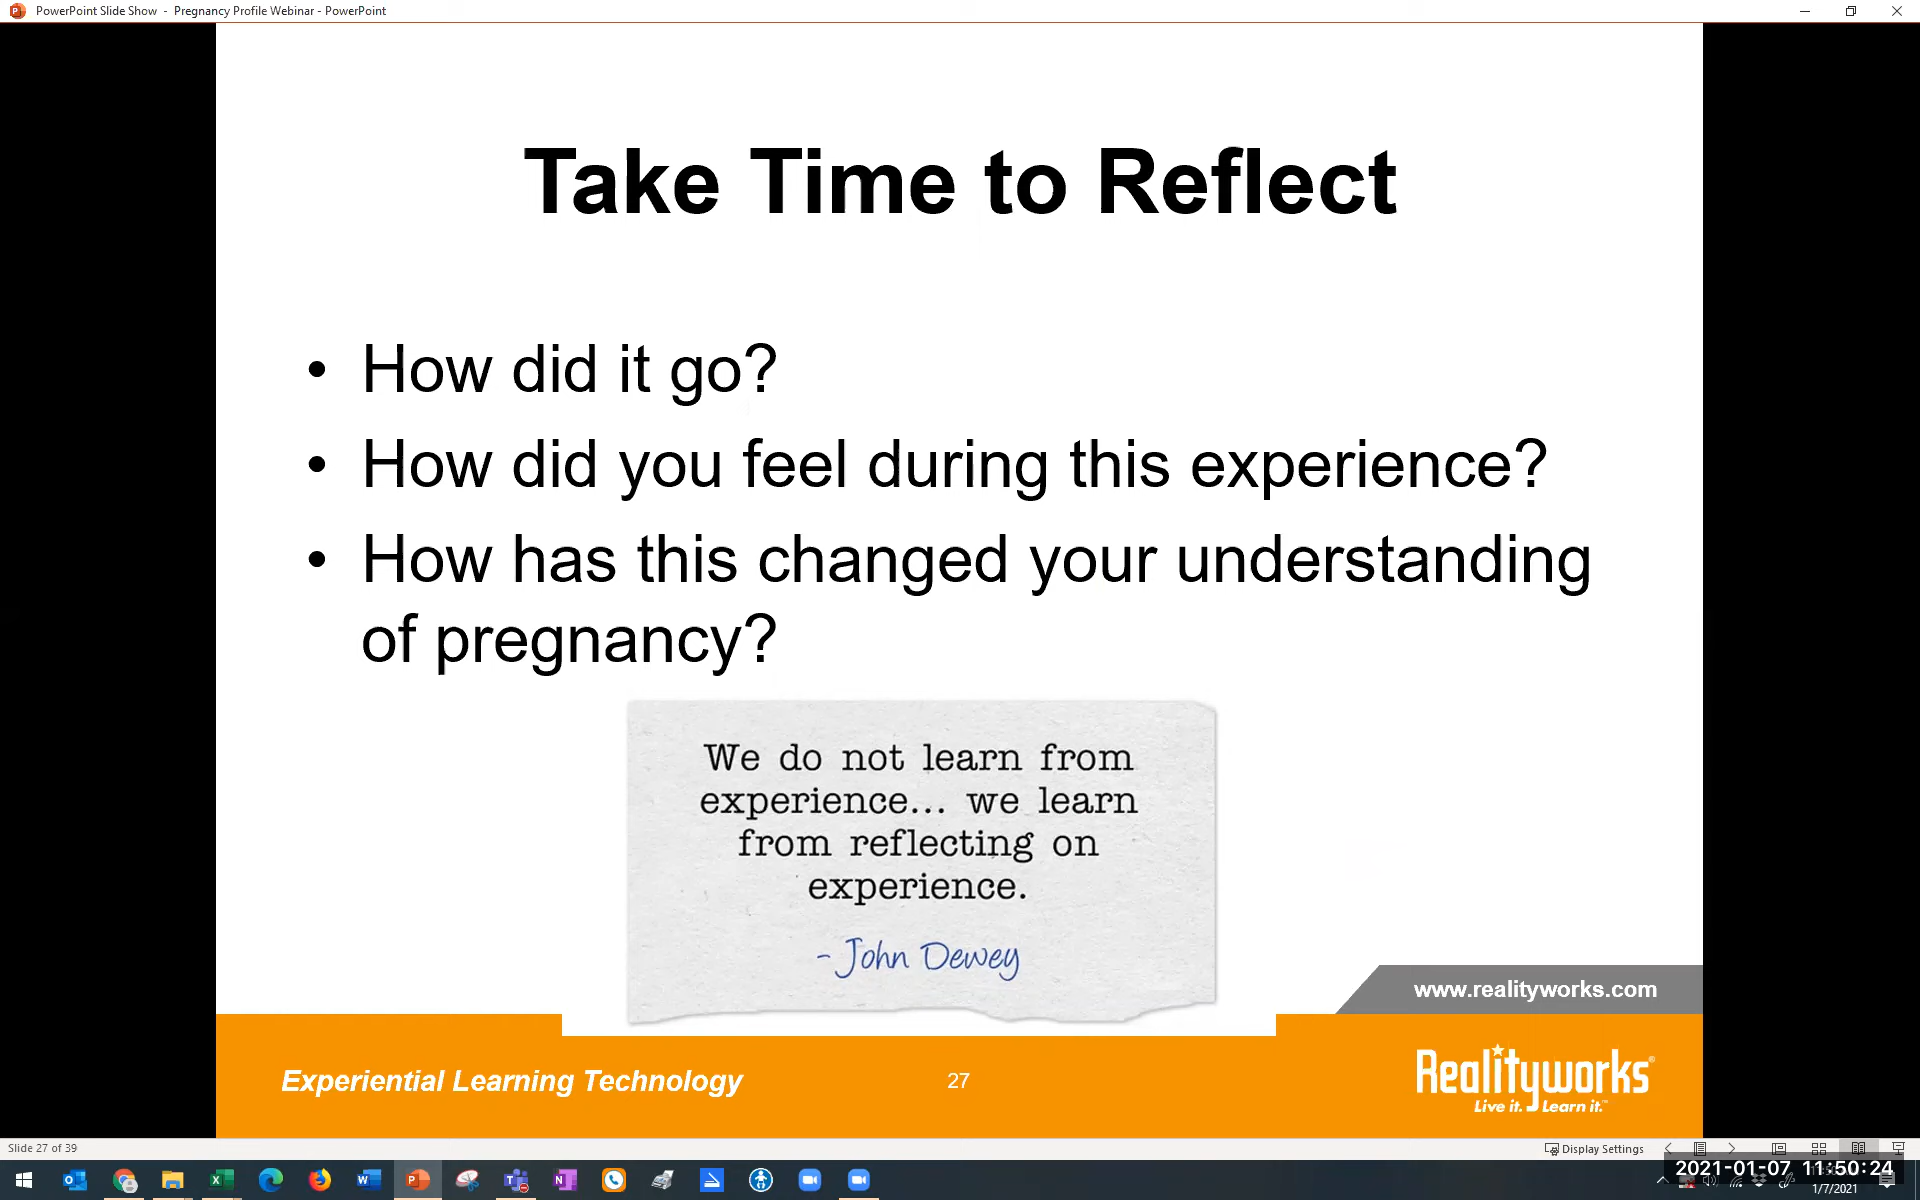 PowerPoint Slide Show - Pregnancy Profile Webinar - PowerPoint
Take Time to Reflect
• How did it go?
• How did you feel during this experience?
• How has this changed your understanding
of pregnancy?
We do not learn from
experience... we learn
from reflecting on
experience.
- John Dewey
www.realityworks.com
Experiential Learning Technology
27
Realityworks®
Live it. Learn it.™
Slide 27 of 39
Display Settings
2021-01-07 11:50:24
1/7/2021